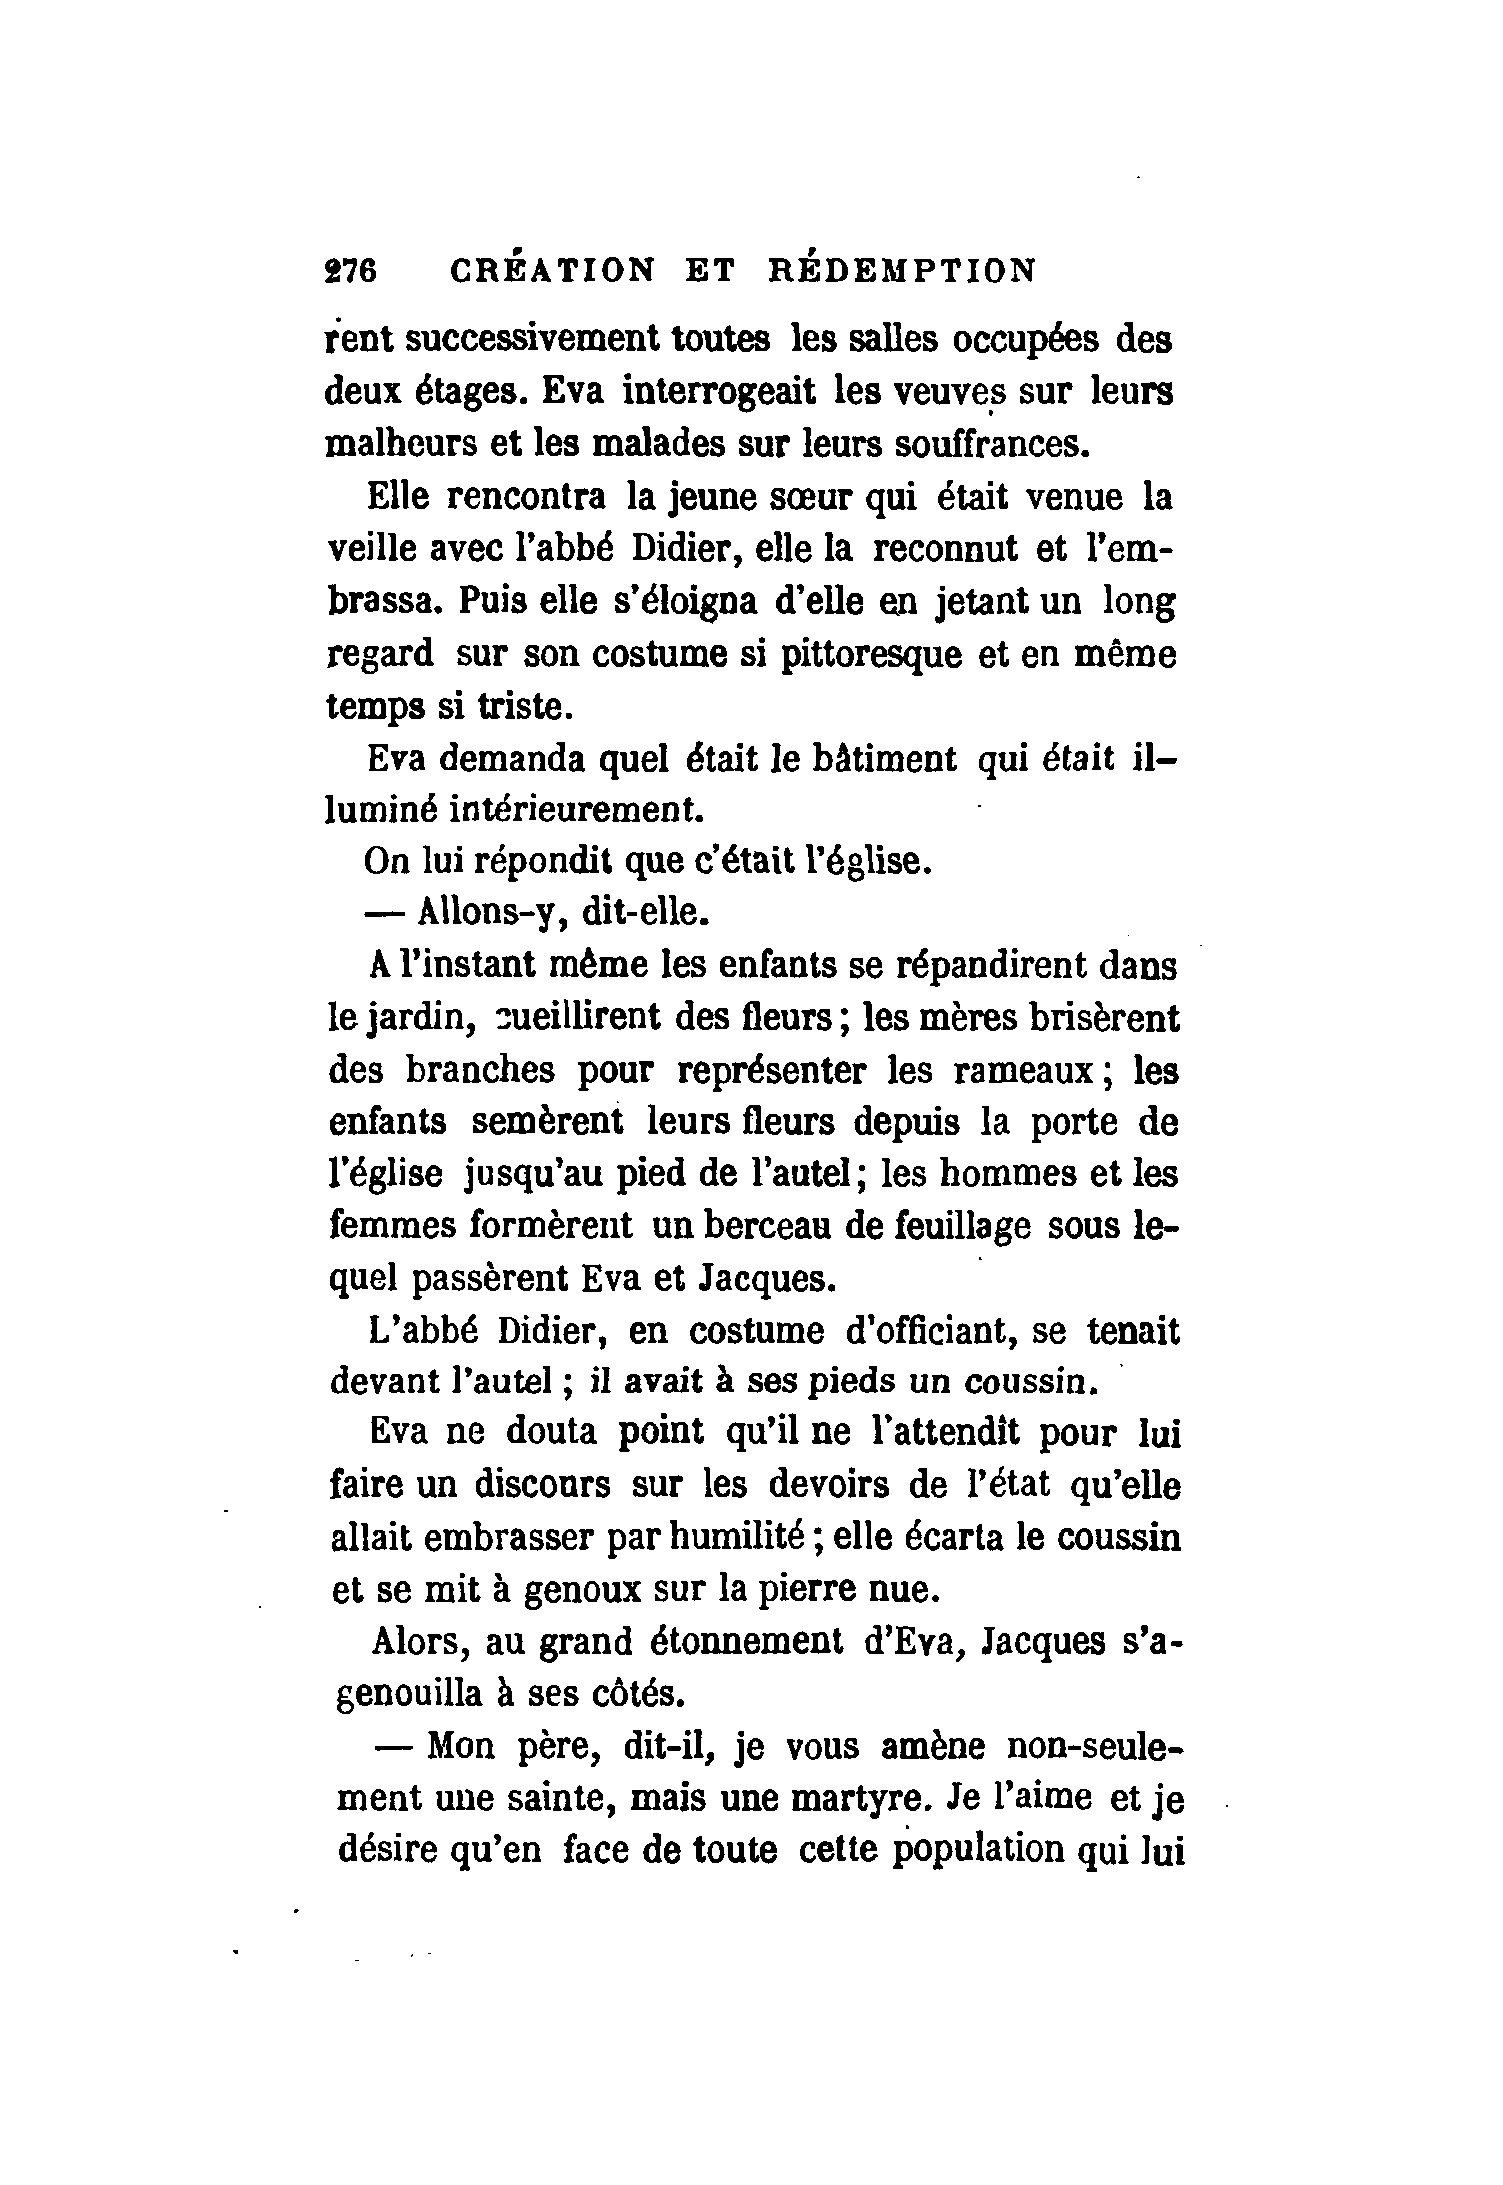 276 CRÉATION ET RÉDEMPTION
rent successivement toutes les salles occupées des
deux étages. Eva interrogeait les veuves sur leurs
malheurs et les malades sur leurs souffrances.
Elle rencontra la jeune sœur qui était venue la
veille avec l'abbé Didier, elle la reconnut et l'em-
brassa. Puis elle s'éloigna d'elle en jetant un long
regard sur son costume si pittoresque et en même
temps si triste.
Eva demanda quel était le bâtiment qui était il-
luminé intérieurement.
On lui répondit que c'était l'église.
— Allons-y, dit-elle.
A l'instant même les enfants se répandirent dans
le jardin, cueillirent des fleurs ; les mères brisèrent
des branches pour représenter les rameaux ; les
enfants semèrent leurs fleurs depuis la porte de
l'église jusqu'au pied de l'autel ; les hommes et les
femmes formèrent un berceau de feuillage sous le-
quel passèrent Eva et Jacques.
L'abbé Didier, en costume d'officiant, se tenait
devant l'autel ; il avait à ses pieds un coussin.
Eva ne douta point qu'il ne l'attendît pour lui
faire un discours sur les devoirs de l'état qu'elle
allait embrasser par humilité ; elle écarta le coussin
et se mit à genoux sur la pierre nue.
Alors, au grand étonnement d'Eva, Jacques s'a-
genouilla à ses côtés.
— Mon père, dit-il, je vous amène non-seule-
ment une sainte, mais une martyre. Je l'aime et je
désire qu'en face de toute cette population qui lui